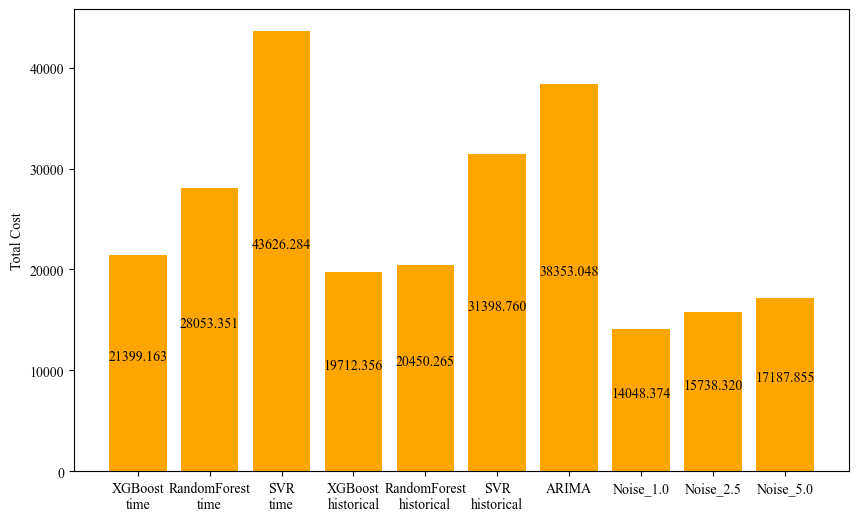 40000
30000
20000
10000
0
Total Cost
21399.163
28053.351
43626.284
19712.356
20450.265
31398.760
38353.048
14048.374
15738.320
17187.855
XGBoost
time
RandomForest
time
SVR
time
XGBoost
historical
RandomForest
historical
SVR
historical
ARIMA
Noise_1.0
Noise_2.5
Noise_5.0